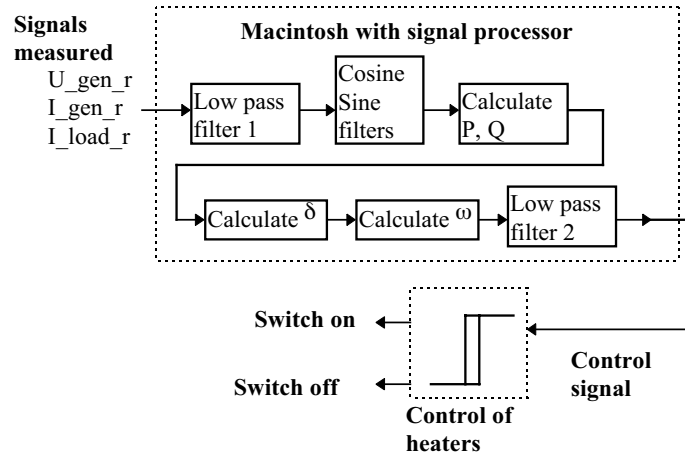 Signals
measured
U_gen_r
I_gen_r
I_load_r
Macintosh with signal processor
Low pass
filter 1
Cosine
Sine
filters
Calculate
P, Q
Calculate δ
Calculate ω
Low pass
filter 2
Switch on
Switch off
Control of
heaters
Control
signal